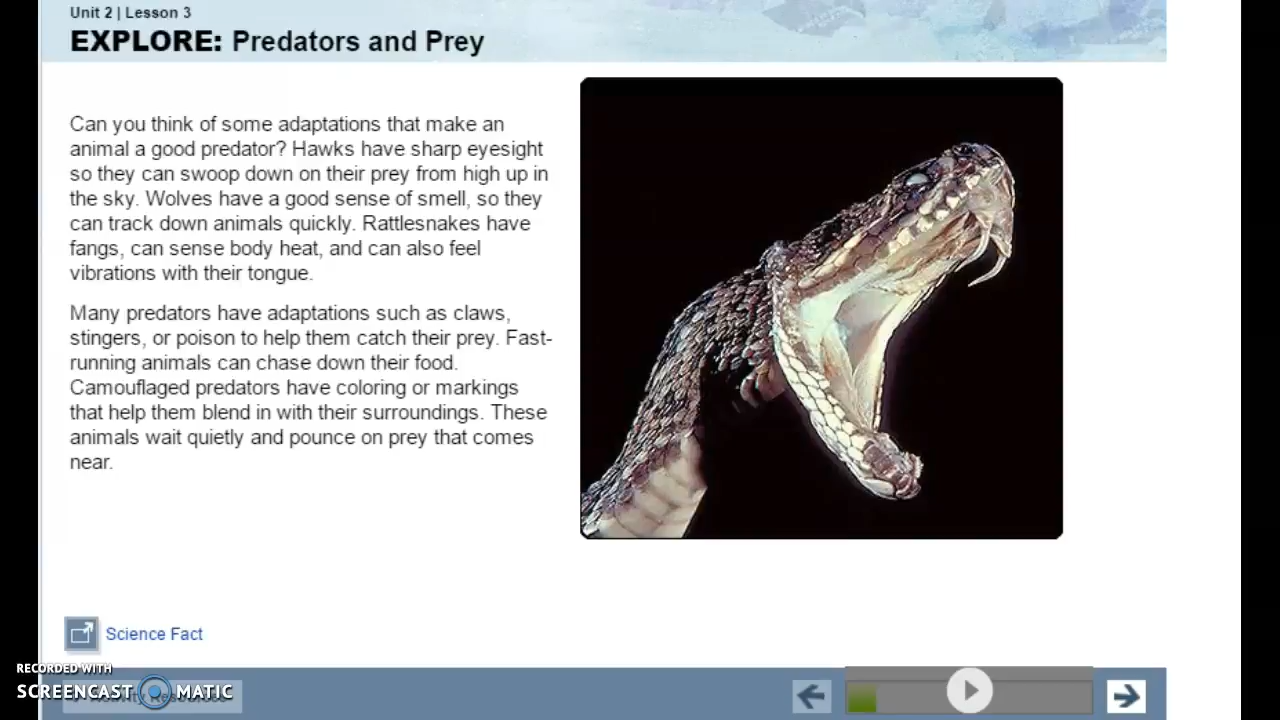 Unit 2 | Lesson 3
EXPLORE: Predators and Prey
Can you think of some adaptations that make an
animal a good predator? Hawks have sharp eyesight
so they can swoop down on their prey from high up in
the sky. Wolves have a good sense of smell, so they
can track down animals quickly. Rattlesnakes have
fangs, can sense body heat, and can also feel
vibrations with their tongue.
Many predators have adaptations such as claws,
stingers, or poison to help them catch their prey. Fast-
running animals can chase down their food.
Camouflaged predators have coloring or markings
that help them blend in with their surroundings. These
animals wait quietly and pounce on prey that comes
near.
Science Fact
RECORDED WITH
SCREENCAST MATIC